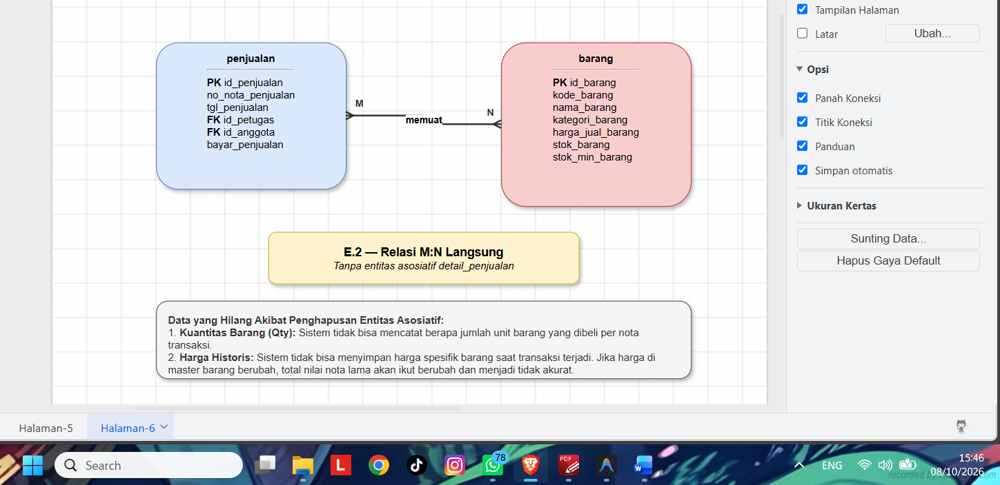 Tampilan Halaman
Latar
Ubah...
Opsi
Panah Koneksi
Titik Koneksi
Panduan
Simpan otomatis
Ukuran Kertas
Sunting Data...
Hapus Gaya Default
penjualan
PK id_penjualan
no_nota_penjualan
tgl_penjualan
FK id_petugas
FK id_anggota
bayar_penjualan
M
memuat
N
barang
PK id_barang
kode_barang
nama_barang
kategori_barang
harga_jual_barang
stok_barang
stok_min_barang
E.2 — Relasi M:N Langsung
Tanpa entitas asosiatif detail_penjualan
Data yang Hilang Akibat Penghapusan Entitas Asosiatif:
1. Kuantitas Barang (Qty): Sistem tidak bisa mencatat berapa jumlah unit barang yang dibeli per nota
transaksi.
2. Harga Historis: Sistem tidak bisa menyimpan harga spesifik barang saat transaksi terjadi. Jika harga di
master barang berubah, total nilai nota lama akan ikut berubah dan menjadi tidak akurat.
Halaman-5
Halaman-6
Search
L
78
PDF
W
ENG
15:46
08/10/2026
recorded by